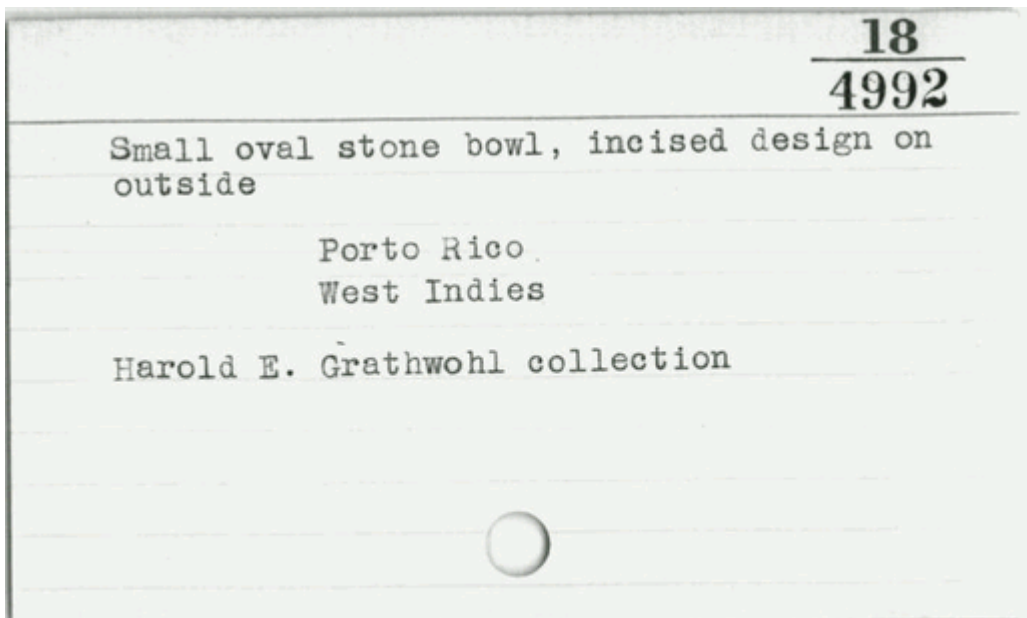 18
4992
Small oval stone bowl, incised design on
outside
Porto Rico
West Indies
Harold E. Grathwohl collection